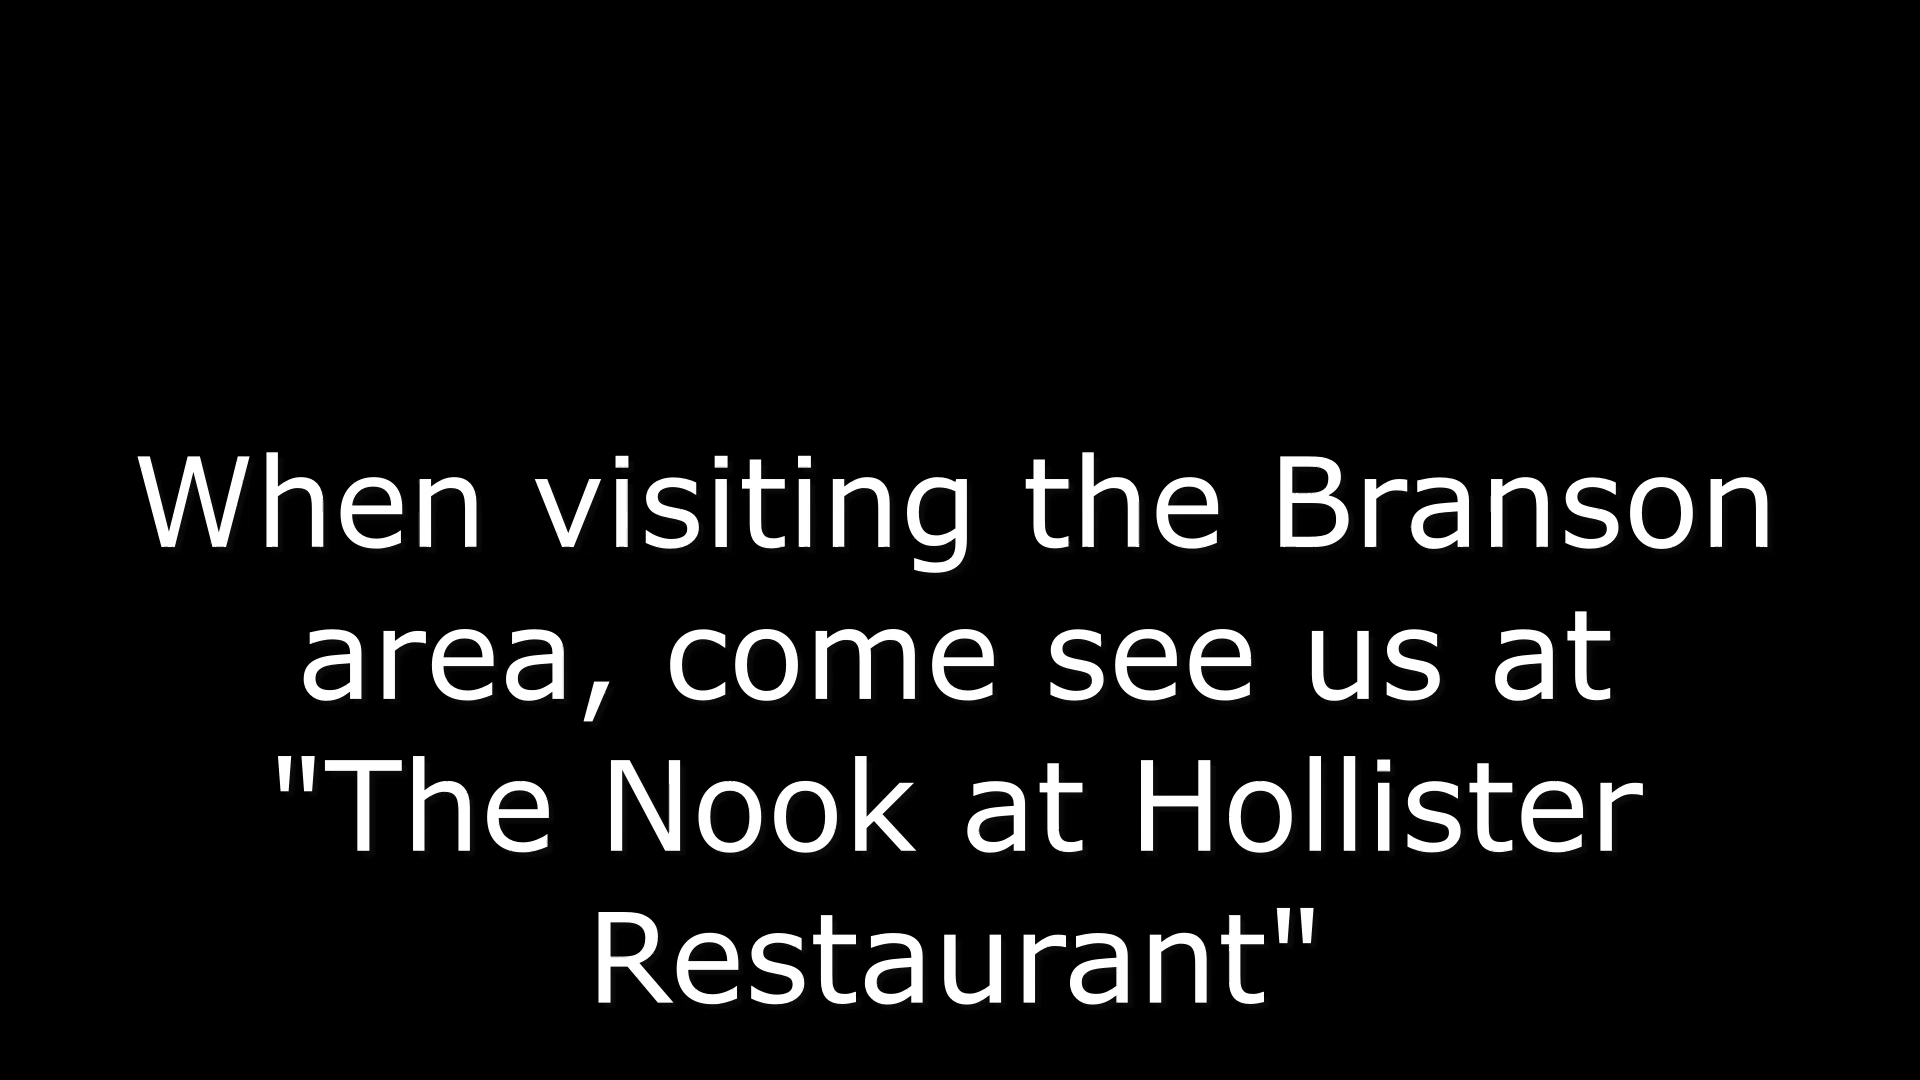 When visiting the Branson
area, come see us at
"The Nook at Hollister
Restaurant"